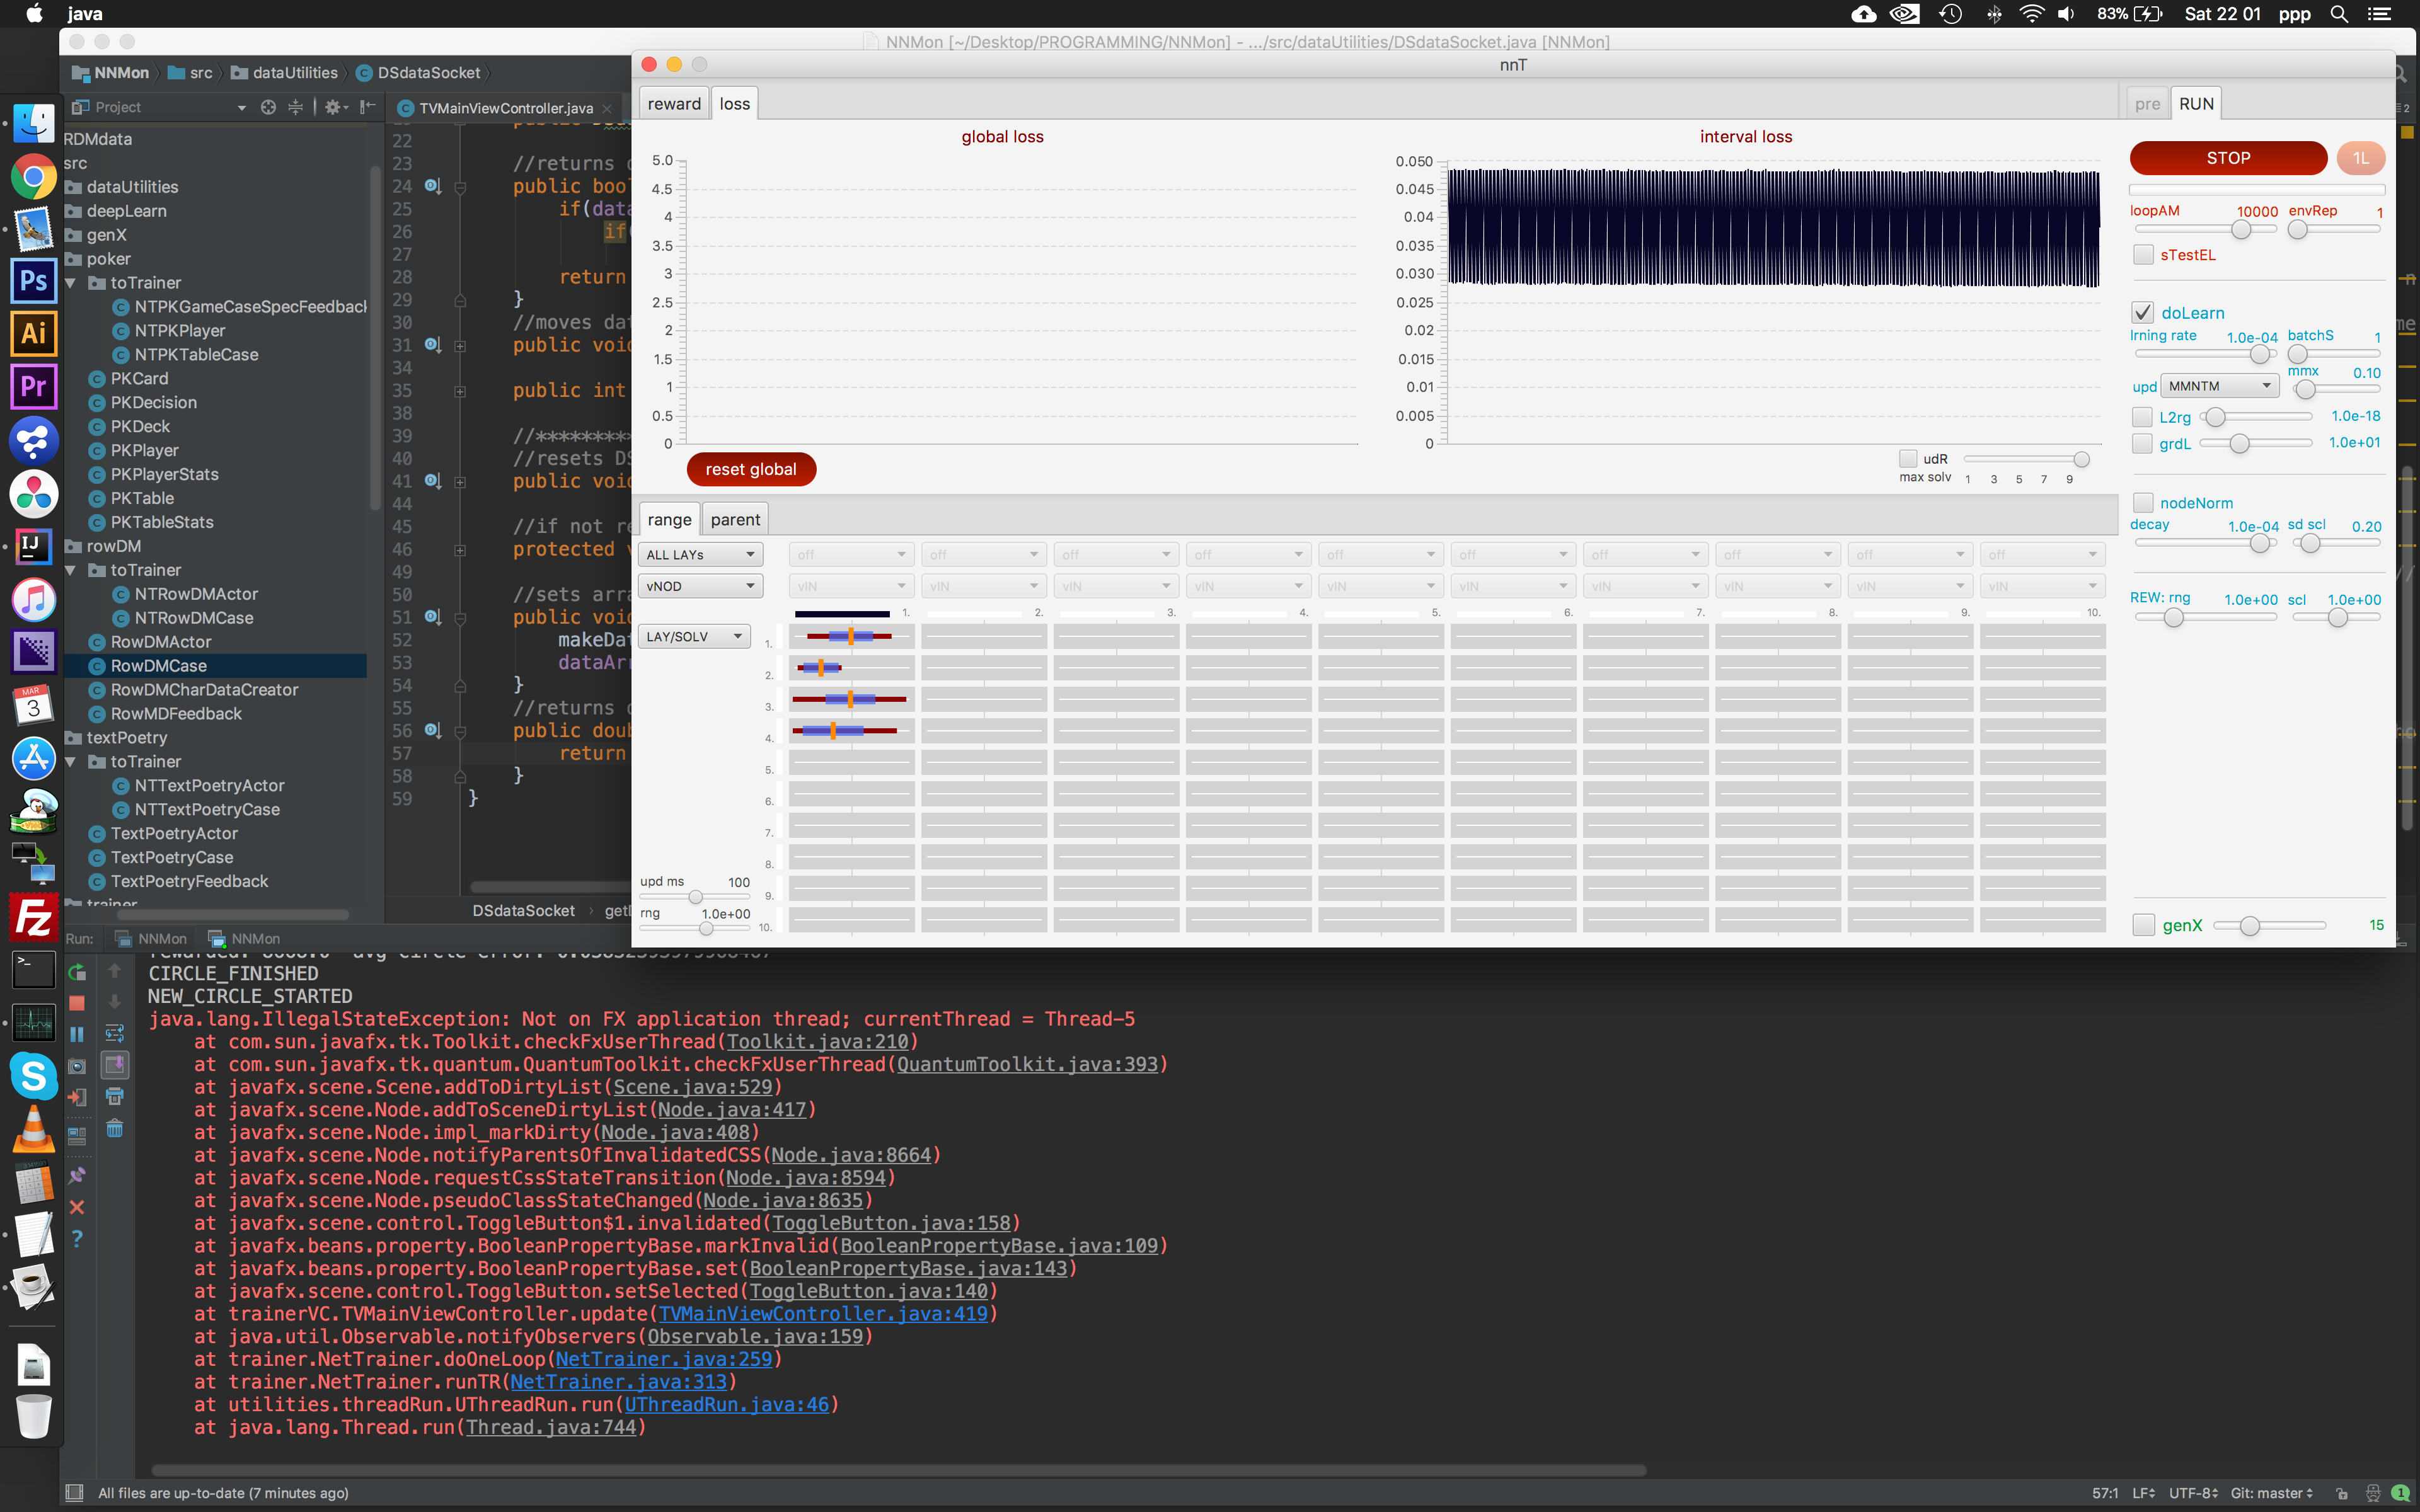 java
83%
Sat 22 01
ppp
NNMon [~/Desktop/PROGRAMMING/NNMon] - .../src/dataUtilities/DSdataSocket.java [NNMon]
NNMon
src
dataUtilities
DSdataSocket
Project
TVMainViewController.java
RDMdata
src
dataUtilities
deepLearn
genX
poker
toTrainer
NTPKGameCaseSpecFeedback
NTPKPlayer
NTPKTableCase
PKCard
PKDecision
PKDeck
PKPlayer
PKPlayerStats
PKTable
PKTableStats
rowDM
toTrainer
NTRowDMActor
NTRowDMCase
RowDMActor
RowDMCase
RowDMCharDataCreator
RowMDFeedback
textPoetry
toTrainer
NTTextPoetryActor
NTTextPoetryCase
TextPoetryActor
TextPoetryCase
TextPoetryFeedback
trainer
22
23 //returns
24 public bool
25 if(data
26 if
27
28 return
29 }
30 //moves dat
31 public void
34
35 public int
38
39 //*********
40 //resets DS
41 public void
44
45 //if not re
46 protected v
49
50 //sets arra
51 public void
52 makeDat
53 dataArr
54 }
55 //returns
56 public doub
57 return
58 }
59 }
DSdataSocket
Ps
Ai
Pr
IJ
MAR
3
Fz
S
nnT
reward
loss
global loss
5.0
4.5
4
3.5
3
2.5
2
1.5
1
0.5
0
reset global
interval loss
0.050
0.045
0.04
0.035
0.030
0.025
0.02
0.015
0.01
0.005
0
udR
max solv
1 3 5 7 9
pre
RUN
STOP
1L
loopAM 10000 envRep 1
sTestEL
doLearn
lrning rate 1.0e-04 batchS 1
upd MMNTM mmx 0.10
L2rg 1.0e-18
grdL 1.0e+01
nodeNorm
decay 1.0e-04 sd scl 0.20
REW: rng 1.0e+00 scl 1.0e+00
genX 15
range
parent
ALL LAYs off off off off off off off off off off
vNOD vIN vIN vIN vIN vIN vIN vIN vIN vIN vIN
1. 2. 3. 4. 5. 6. 7. 8. 9. 10.
LAY/SOLV
1.
2.
3.
4.
5.
6.
7.
8.
9.
10.
upd ms 100
rng 1.0e+00
Run: NNMon NNMon
CIRCLE_FINISHED
NEW_CIRCLE_STARTED
java.lang.IllegalStateException: Not on FX application thread; currentThread = Thread-5
at com.sun.javafx.tk.Toolkit.checkFxUserThread(Toolkit.java:210)
at com.sun.javafx.tk.quantum.QuantumToolkit.checkFxUserThread(QuantumToolkit.java:393)
at javafx.scene.Scene.addToDirtyList(Scene.java:529)
at javafx.scene.Node.addToSceneDirtyList(Node.java:417)
at javafx.scene.Node.impl_markDirty(Node.java:408)
at javafx.scene.Node.notifyParentsOfInvalidatedCSS(Node.java:8664)
at javafx.scene.Node.requestCssStateTransition(Node.java:8594)
at javafx.scene.Node.pseudoClassStateChanged(Node.java:8635)
at javafx.scene.control.ToggleButton$1.invalidated(ToggleButton.java:158)
at javafx.beans.property.BooleanPropertyBase.markInvalid(BooleanPropertyBase.java:109)
at javafx.beans.property.BooleanPropertyBase.set(BooleanPropertyBase.java:143)
at javafx.scene.control.ToggleButton.setSelected(ToggleButton.java:140)
at trainerVC.TVMainViewController.update(TVMainViewController.java:419)
at java.util.Observable.notifyObservers(Observable.java:159)
at trainer.NetTrainer.doOneLoop(NetTrainer.java:259)
at trainer.NetTrainer.runTR(NetTrainer.java:313)
at utilities.threadRun.UThreadRun.run(UThreadRun.java:46)
at java.lang.Thread.run(Thread.java:744)
All files are up-to-date (7 minutes ago)
57:1 LF UTF-8 Git: master
1